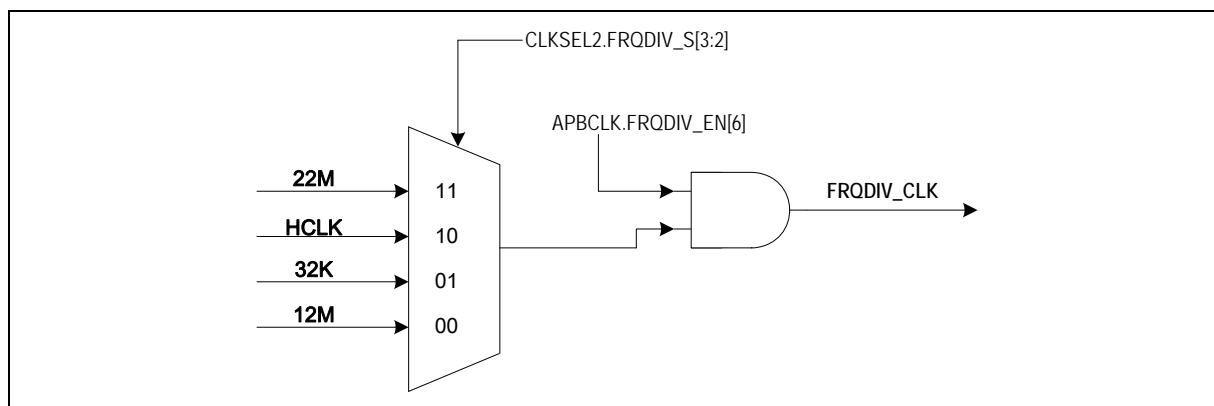 CLKSEL2.FRQDIV_S[3:2]
APBCLK.FRQDIV_EN[6]
22M
11
FRQDIV_CLK
HCLK
10
32K
01
12M
00